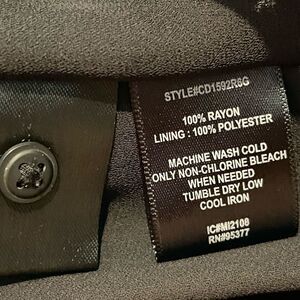 STYLE#CD1592R6G
100% RAYON
LINING : 100% POLYESTER
MACHINE WASH COLD
ONLY NON-CHLORINE BLEACH
WHEN NEEDED
TUMBLE DRY LOW
COOL IRON
IC#MI2108
RN#95377